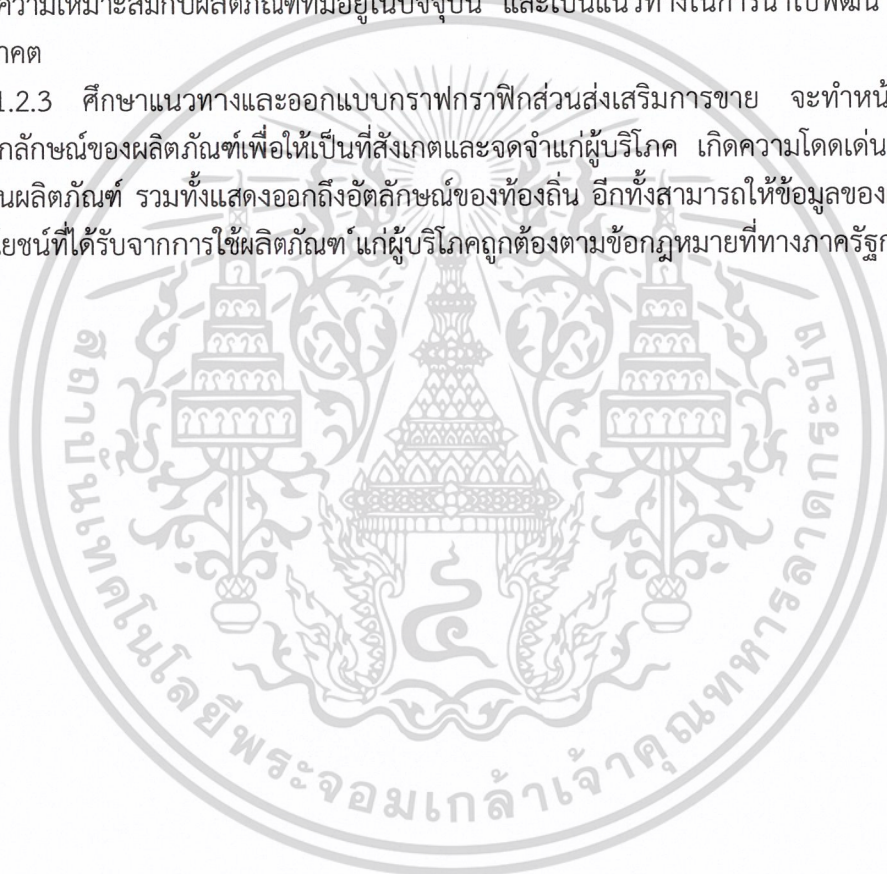 ความเหมาะสมกับผลิตภัณฑ์ที่มีอยู่ในปัจจุบัน และเป็นแนวทางในการนำไปพัฒน
าคต
1.2.3 ศึกษาแนวทางและออกแบบกราฟกราฟิกส่วนส่งเสริมการขาย จะทำหน้
กลักษณ์ของผลิตภัณฑ์เพื่อให้เป็นที่สังเกตและจดจำแก่ผู้บริโภค เกิดความโดดเด่น
นผลิตภัณฑ์ รวมทั้งแสดงออกถึงอัตลักษณ์ของท้องถิ่น อีกทั้งสามารถให้ข้อมูลของ
โยชน์ที่ได้รับจากการใช้ผลิตภัณฑ์ แก่ผู้บริโภคถูกต้องตามข้อกฎหมายที่ทางภาครัฐก
สถาบันเทคโนโลยีพระจอมเกล้าเจ้าคุณทหารลาดกระบัง